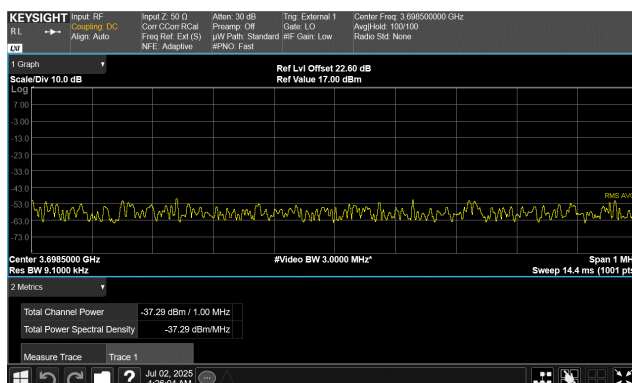 KEYSIGHT Input: RF Input Z: 50 Ω Atten: 30 dB Trig: External 1 Center Freq: 3.698500000 GHz
RL Coupling: DC Corr CCorr RCal Preamp: Off Gate: LO Avg|Hold: 100/100
Align: Auto Freq Ref: Ext (S) µW Path: Standard #IF Gain: Low Radio Std: None
LXI NFE: Adaptive #PNO: Fast
1 Graph
Ref Lvl Offset 22.60 dB
Scale/Div 10.0 dB Ref Value 17.00 dBm
Log
7.00
-3.00
-13.0
-23.0
-33.0
-43.0
RMS AVG
-53.0
-63.0
-73.0
Center 3.6985000 GHz #Video BW 3.0000 MHz* Span 1 MH
Res BW 9.1000 kHz Sweep 14.4 ms (1001 pts
2 Metrics
Total Channel Power -37.29 dBm / 1.00 MHz
Total Power Spectral Density -37.29 dBm/MHz
Measure Trace Trace 1
Jul 02, 2025
4:26:04 AM